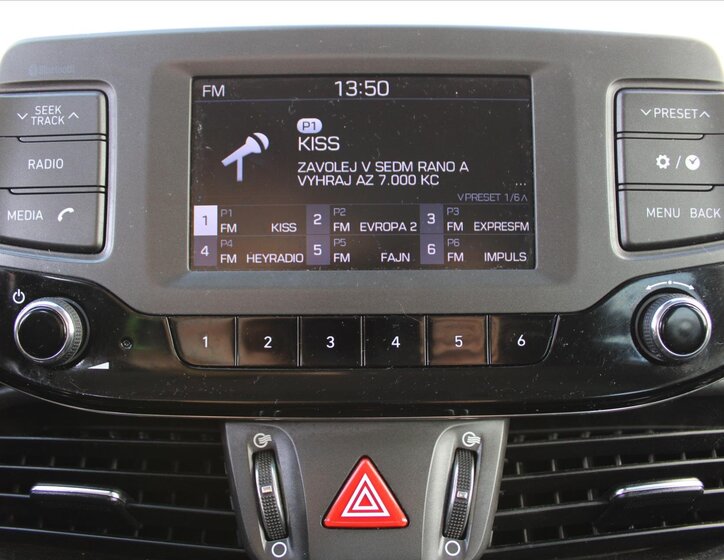 Bluetooth
FM 13:50
SEEK
TRACK
RADIO
MEDIA
P1
KISS
ZAVOLEJ V SEDM RANO A
VYHRAJ AZ 7.000 KC
...
PRESET 1/6
1 P1 FM KISS
2 P2 FM EVROPA 2
3 P3 FM EXPRESFM
4 P4 FM HEYRADIO
5 P5 FM FAJN
6 P6 FM IMPULS
PRESET
/
MENU BACK
1 2 3 4 5 6